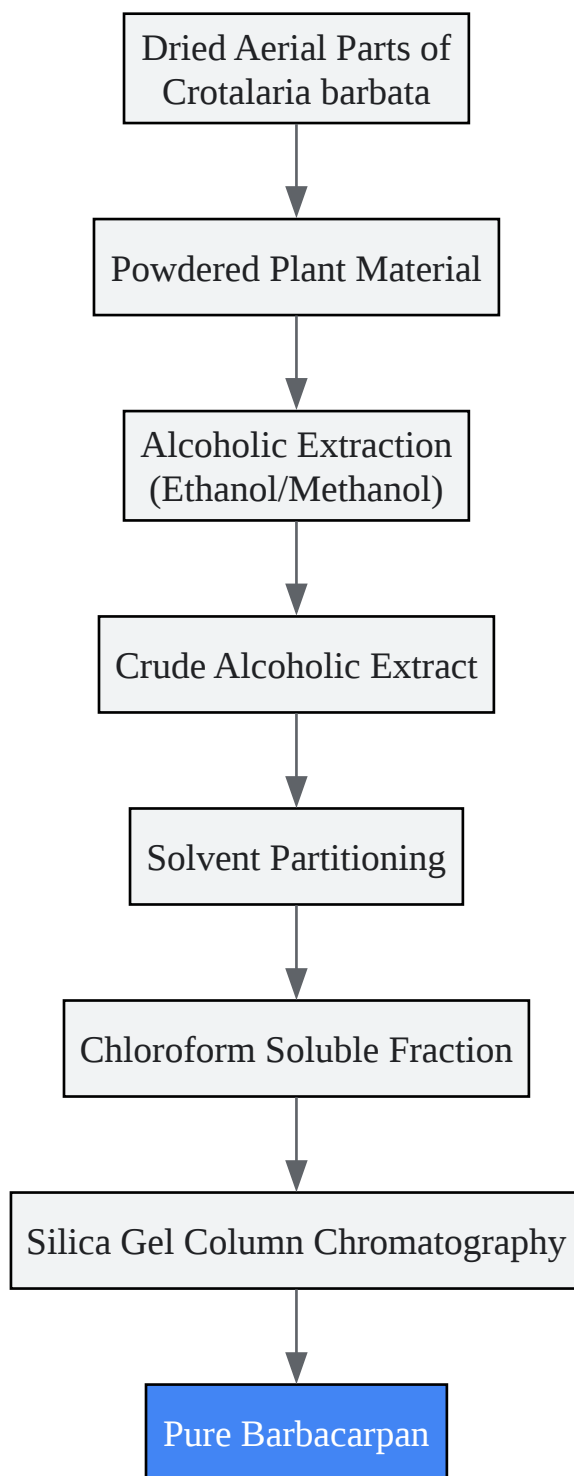 Dried Aerial Parts of
Crotalaria barbata
Powdered Plant Material
Alcoholic Extraction
(Ethanol/Methanol)
Crude Alcoholic Extract
Solvent Partitioning
Chloroform Soluble Fraction
Silica Gel Column Chromatography
Pure Barbacarpan